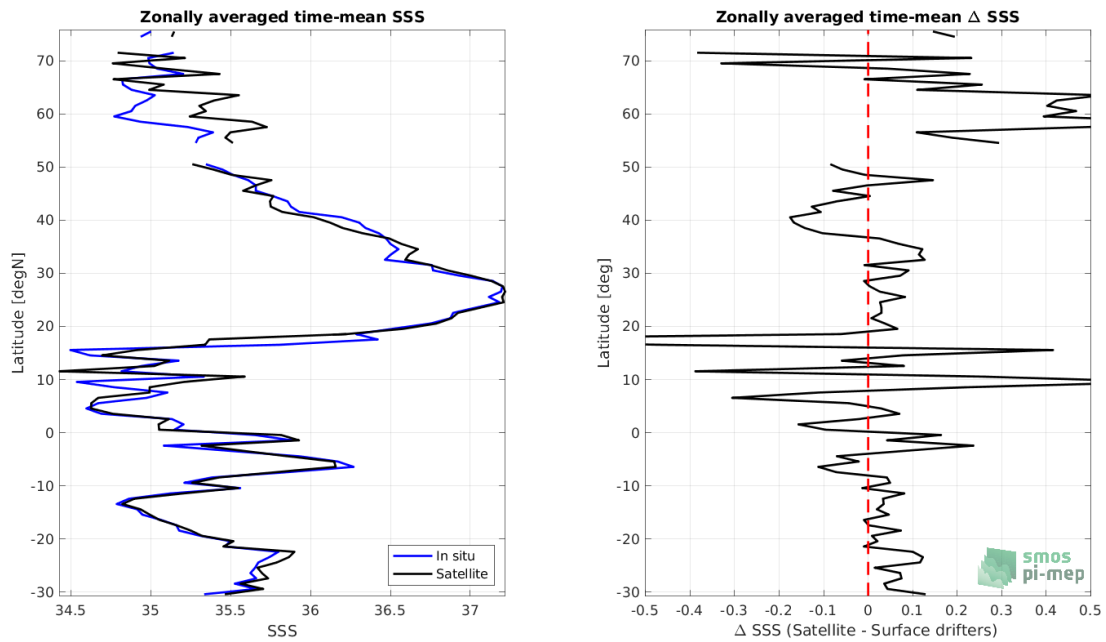 Zonally averaged time-mean SSS
70
60
50
40
30
20
10
0
-10
-20
-30
Latitude [degN]
In situ
Satellite
34.5 35 35.5 36 36.5 37
SSS
Zonally averaged time-mean Δ SSS
70
60
50
40
30
20
10
0
-10
-20
-30
Latitude [deg]
smos
pi-mep
-0.5 -0.4 -0.3 -0.2 -0.1 0 0.1 0.2 0.3 0.4 0.5
Δ SSS (Satellite - Surface drifters)